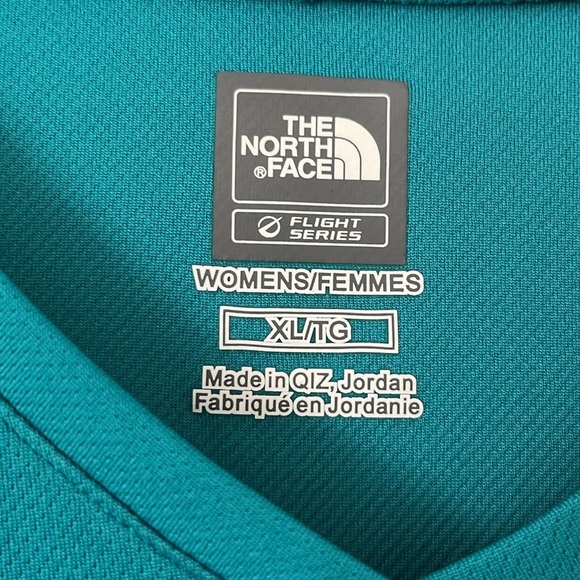 THE
NORTH
®FACE
FLIGHT
SERIES
WOMENS/FEMMES
XL/TG
Made in QIZ, Jordan
Fabriqué en Jordanie